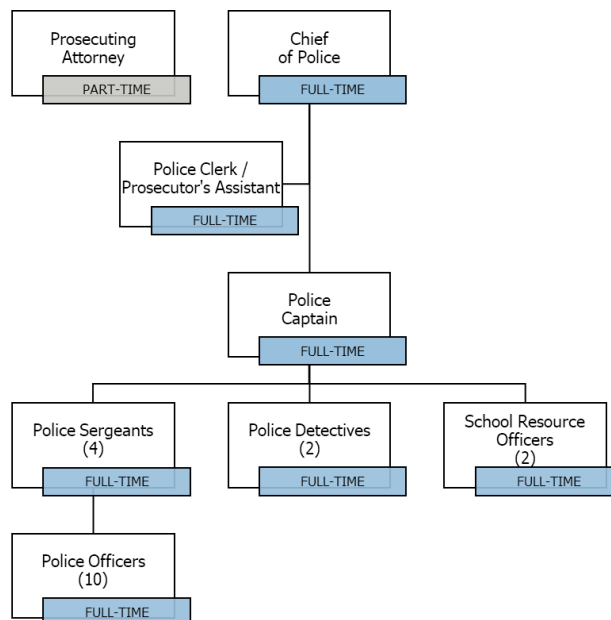 Prosecuting
Attorney
PART-TIME
Chief
of Police
FULL-TIME
Police Clerk /
Prosecutor's Assistant
FULL-TIME
Police
Captain
FULL-TIME
Police Sergeants
(4)
FULL-TIME
Police Detectives
(2)
FULL-TIME
School Resource
Officers
(2)
FULL-TIME
Police Officers
(10)
FULL-TIME